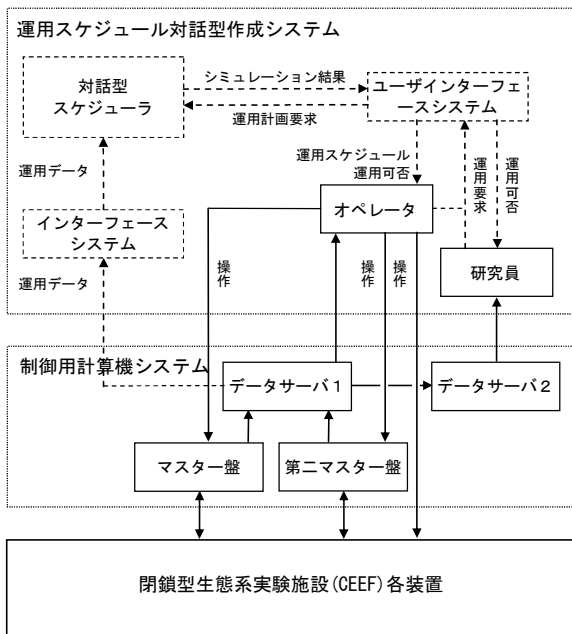 運用スケジュール対話型作成システム
対話型
スケジューラ
シミュレーション結果
運用計画要求
ユーザインターフェ
ースシステム
運用スケジュール
運用可否
運用要求
運用可否
運用データ
オペレータ
インターフェース
システム
研究員
運用データ
操作
操作
操作
制御用計算機システム
データサーバ1
データサーバ2
マスター盤
第二マスター盤
閉鎖型生態系実験施設(CEEF)各装置